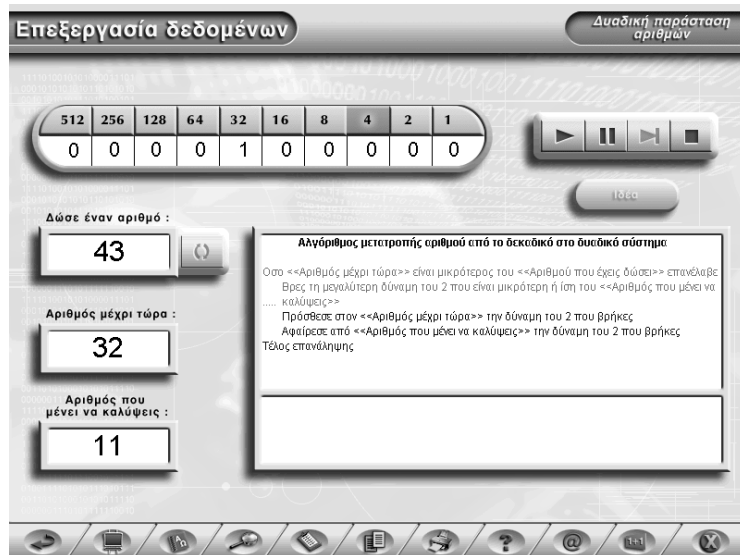 Επεξεργασία δεδομένων
Δυαδική παράσταση
αριθμών
512 256 128 64 32 16 8 4 2 1
0 0 0 0 1 0 0 0 0 0
Ιδέα
Δώσε έναν αριθμό :
43
Αριθμός μέχρι τώρα :
32
Αριθμός που
μένει να καλύψεις :
11
Αλγόριθμος μετατροπής αριθμού από το δεκαδικό στο δυαδικό σύστημα
Οσο <<Αριθμός μέχρι τώρα>> είναι μικρότερος του <<Αριθμού που έχεις δώσει>> επανέλαβε
Βρες τη μεγαλύτερη δύναμη του 2 που είναι μικρότερη ή ίση του <<Αριθμός που μένει να
..... καλύψεις>>
Πρόσθεσε στον <<Αριθμός μέχρι τώρα>> την δύναμη του 2 που βρήκες
Αφαίρεσε από <<Αριθμός που μένει να καλύψεις>> την δύναμη του 2 που βρήκες
Τέλος επανάληψης